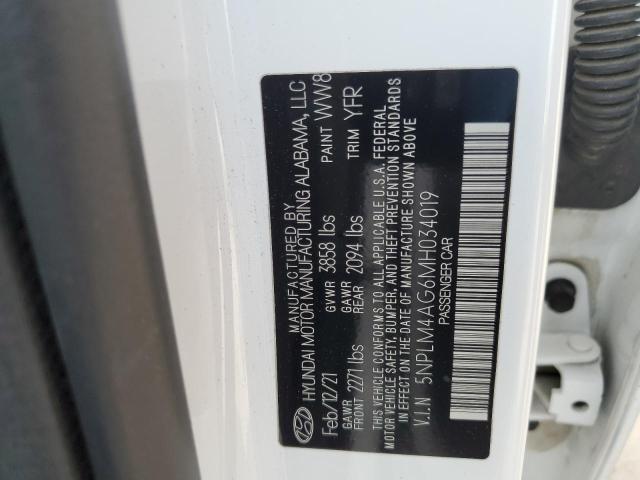 MANUFACTURED BY
HYUNDAI MOTOR MANUFACTURING ALABAMA, LLC
Feb/12/21 GVWR 3858 lbs PAINT WW8
GAWR FRONT 2271 lbs GAWR REAR 2094 lbs TRIM YFR
THIS VEHICLE CONFORMS TO ALL APPLICABLE U.S.A. FEDERAL
MOTOR VEHICLE SAFETY, BUMPER, AND THEFT PREVENTION STANDARDS
IN EFFECT ON THE DATE OF MANUFACTURE SHOWN ABOVE
V.I.N 5NPLM4AG6MH034019
PASSENGER CAR